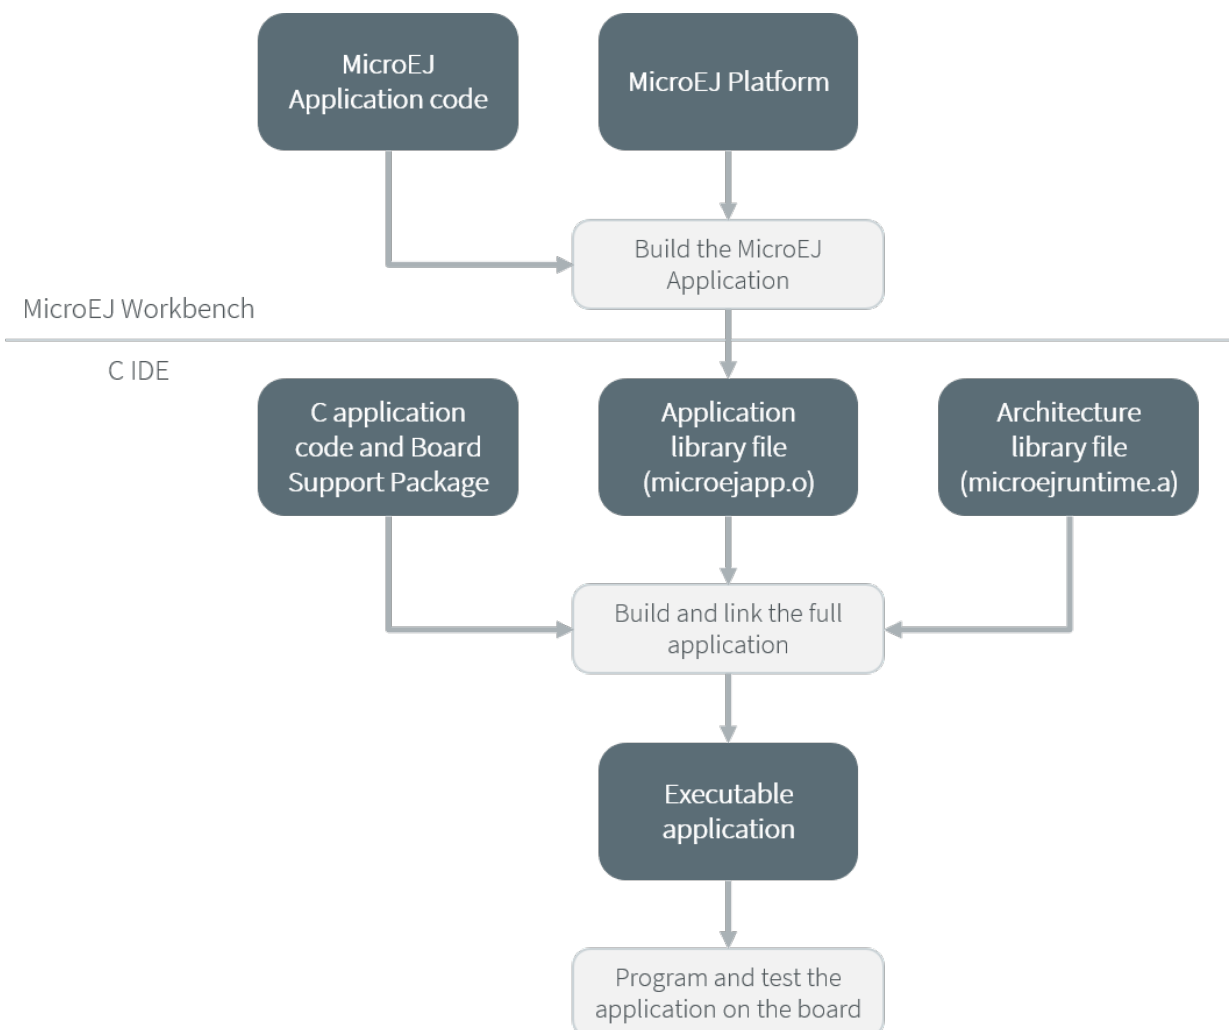 MicroEJ
Application code
MicroEJ Platform
Build the MicroEJ
Application
MicroEJ Workbench
C IDE
C application
code and Board
Support Package
Application
library file
(microejapp.o)
Architecture
library file
(microejruntime.a)
Build and link the full
application
Executable
application
Program and test the
application on the board